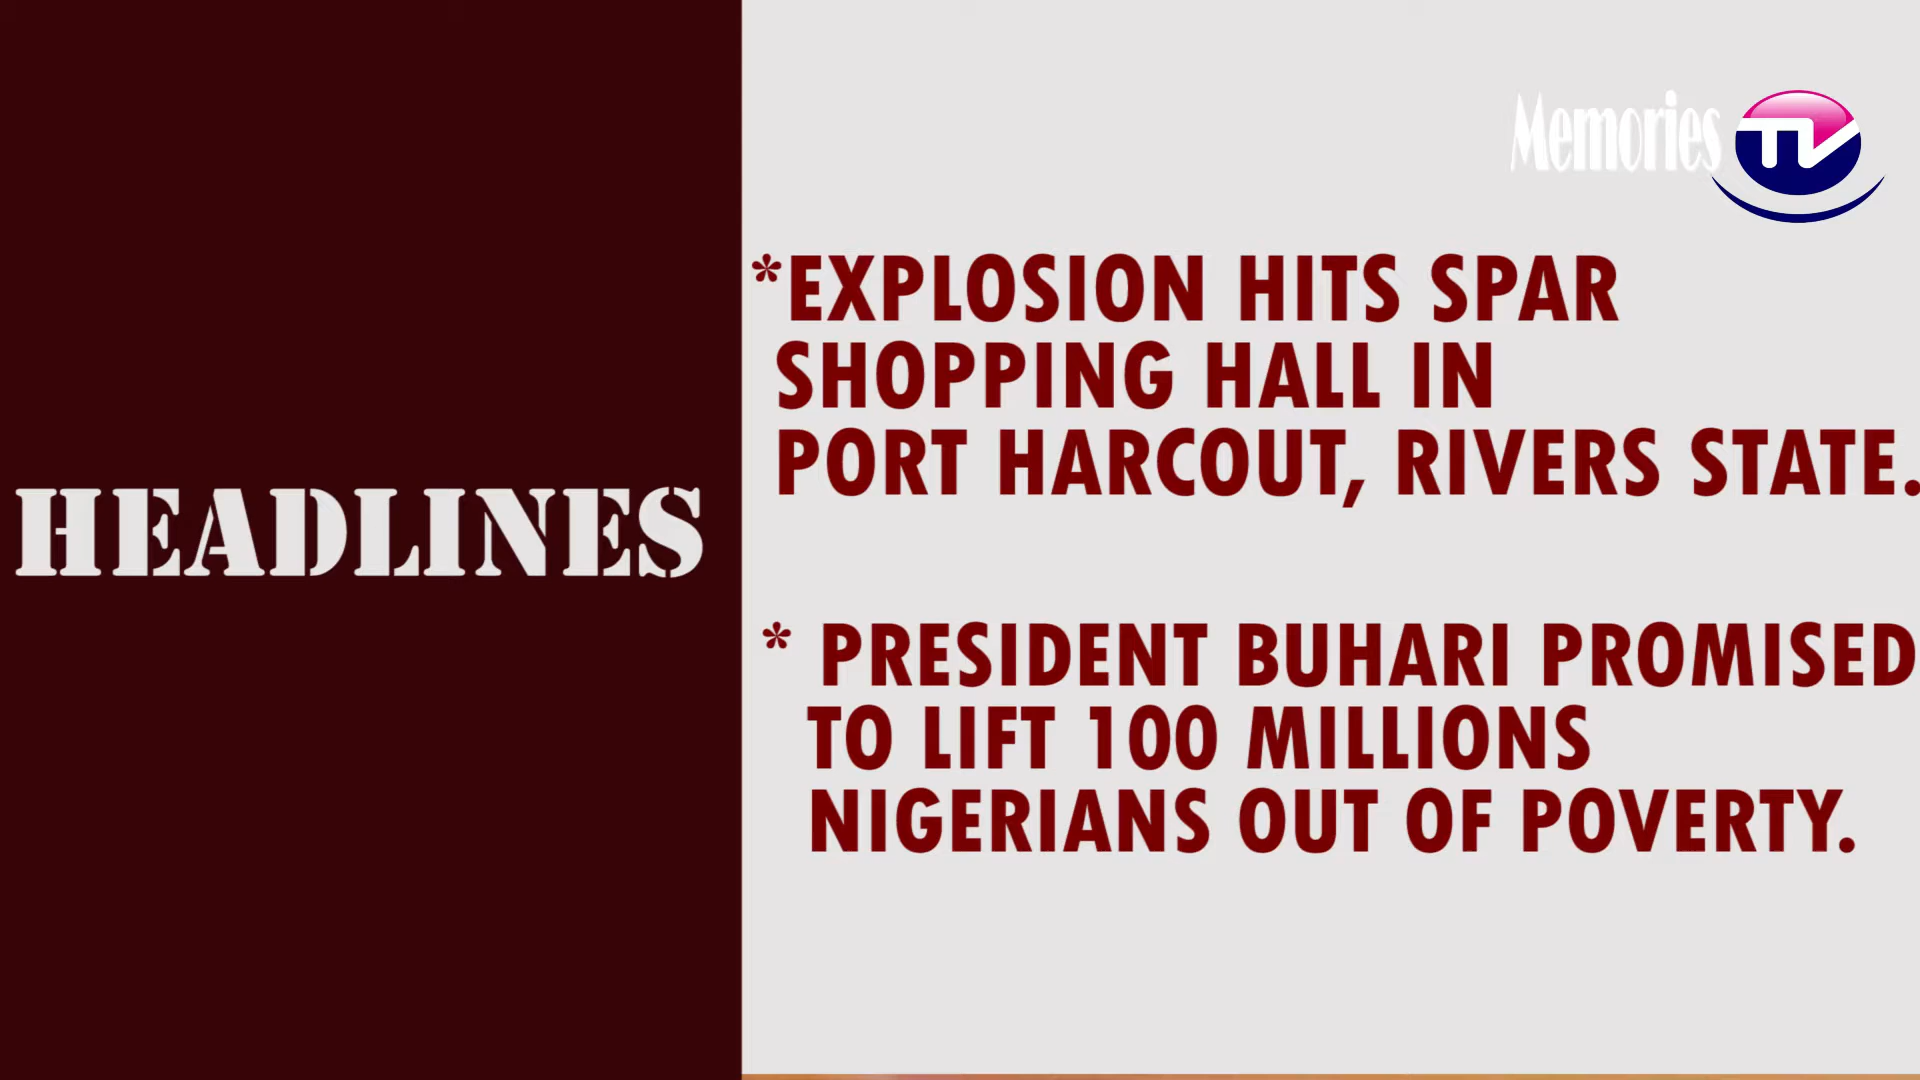 Memories TV
HEADLINES
*EXPLOSION HITS SPAR
SHOPPING HALL IN
PORT HARCOUT, RIVERS STATE.
* PRESIDENT BUHARI PROMISED
TO LIFT 100 MILLIONS
NIGERIANS OUT OF POVERTY.